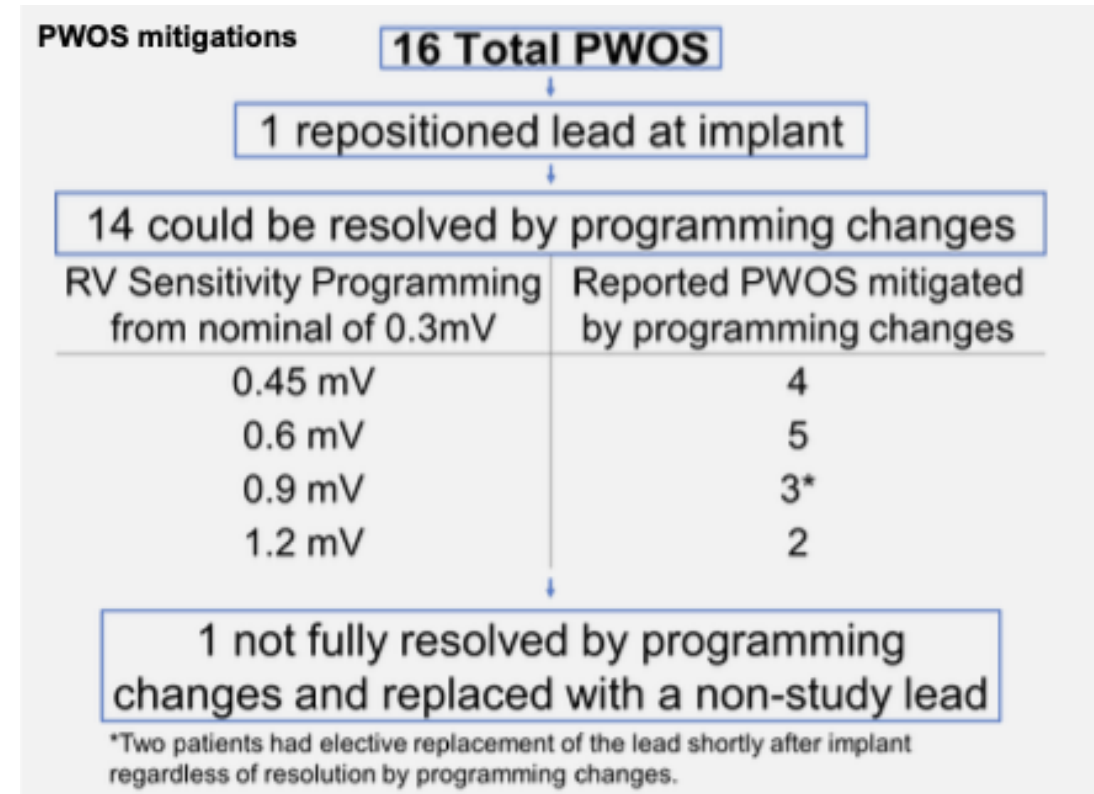 PWOS mitigations
16 Total PWOS
1 repositioned lead at implant
14 could be resolved by programming changes
RV Sensitivity Programming from nominal of 0.3mV
Reported PWOS mitigated by programming changes
0.45 mV 4
0.6 mV 5
0.9 mV 3*
1.2 mV 2
1 not fully resolved by programming
changes and replaced with a non-study lead
*Two patients had elective replacement of the lead shortly after implant
regardless of resolution by programming changes.